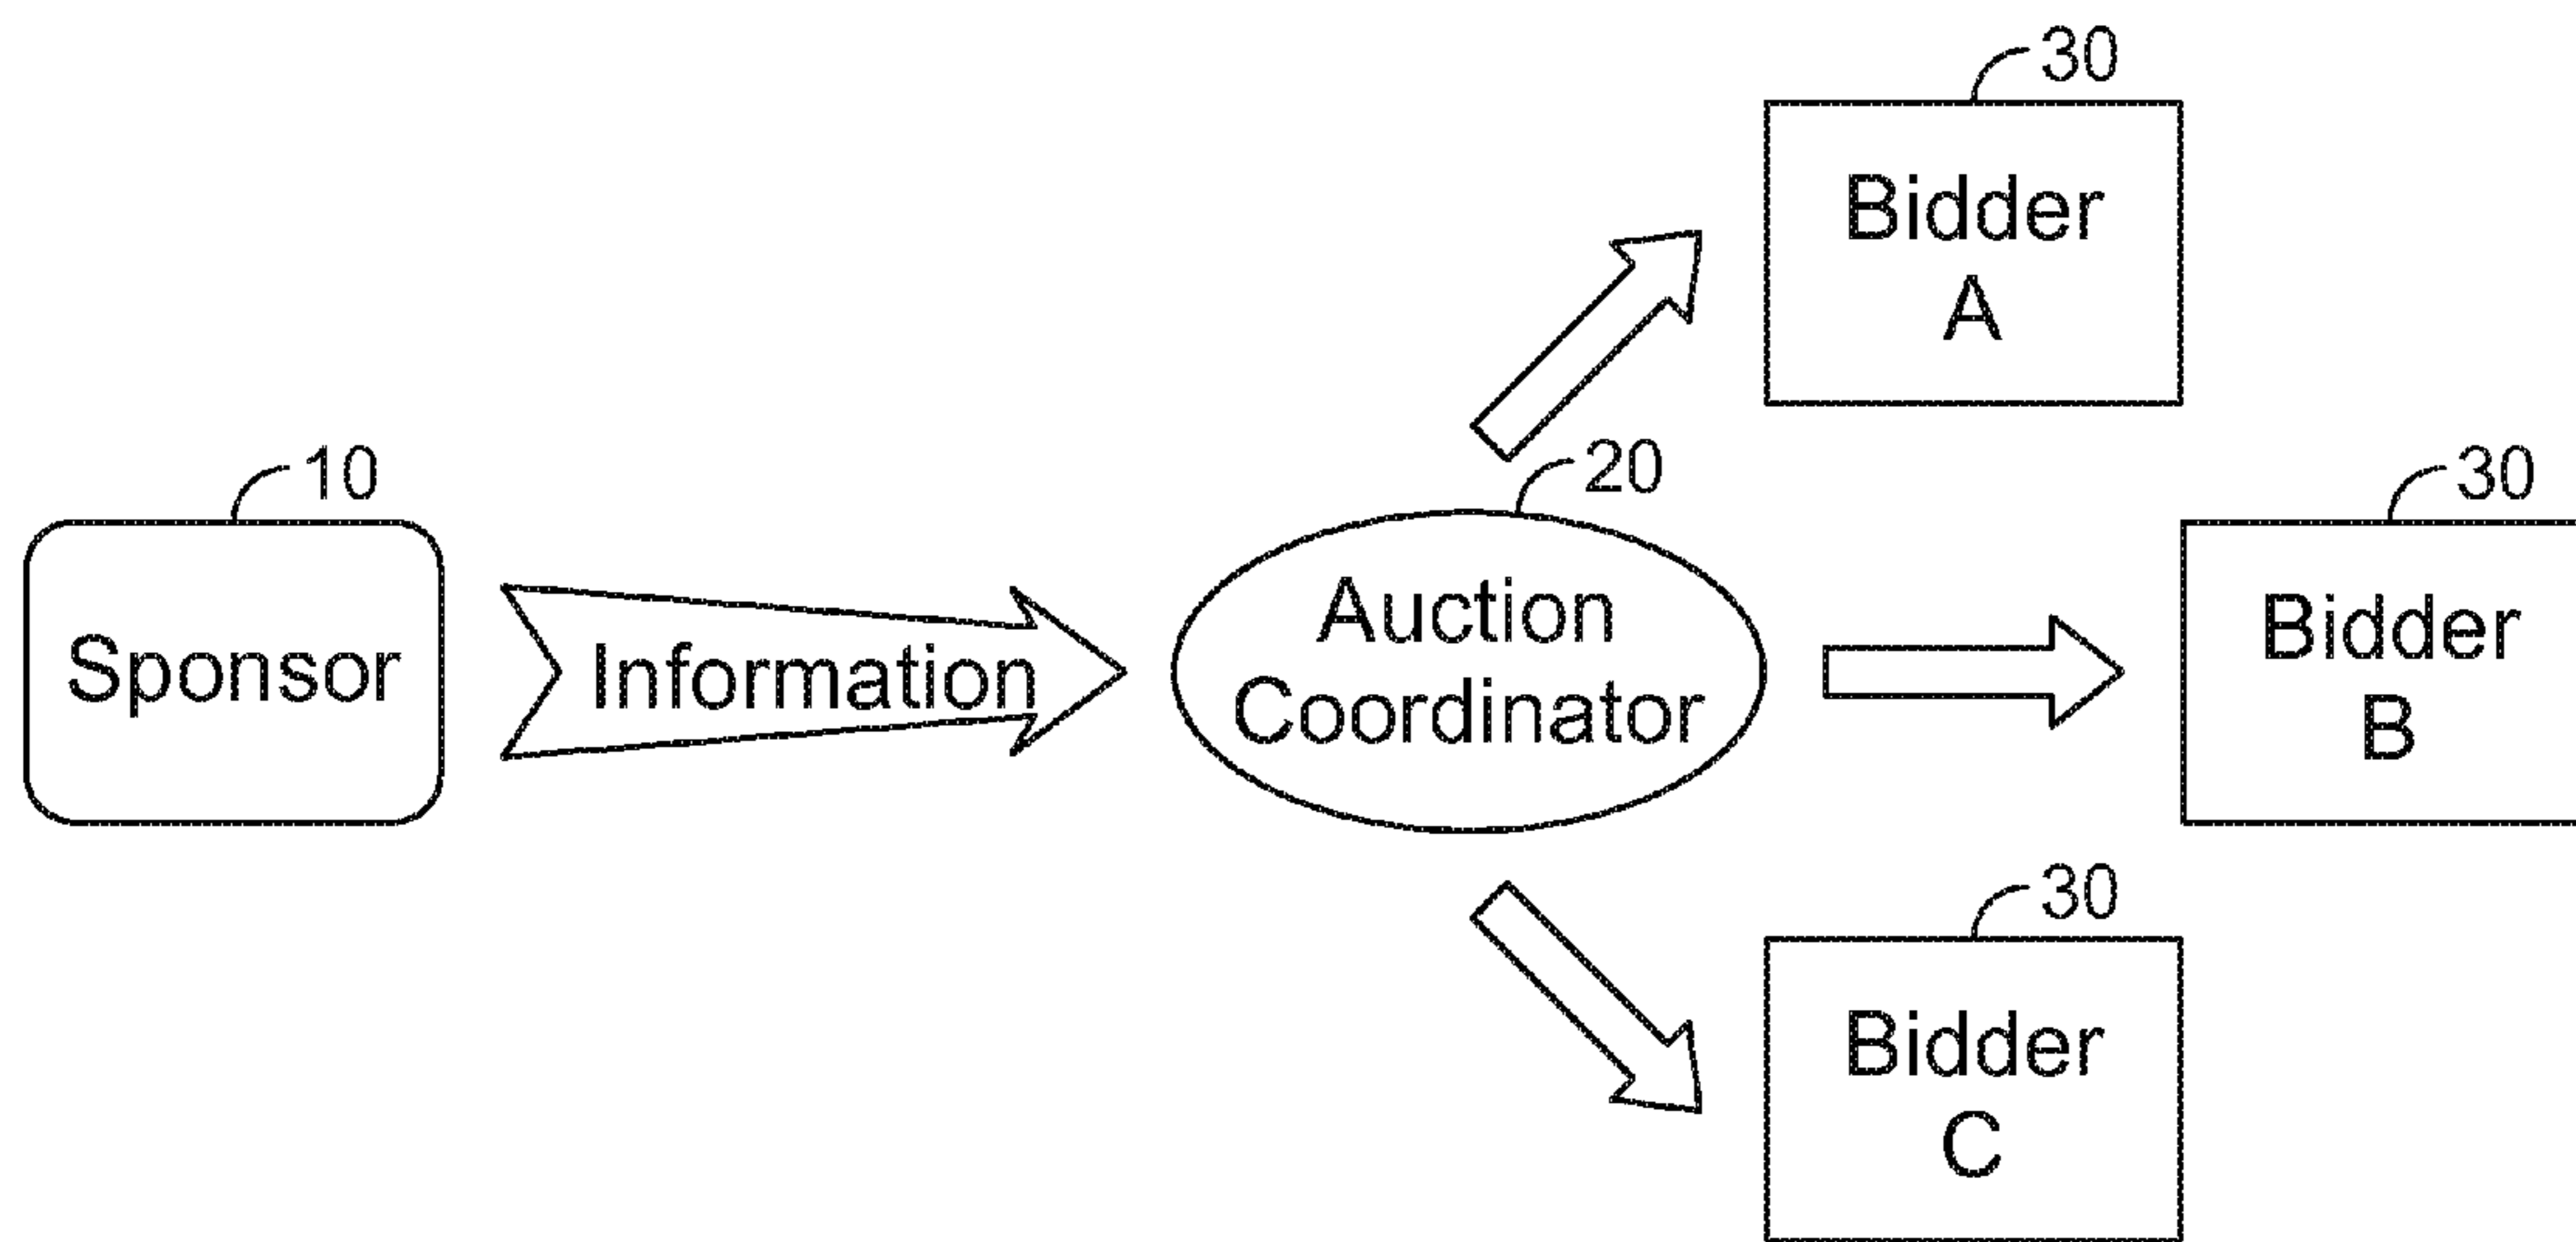 30
Bidder
A
10
20
30
Sponsor
Information
Auction
Coordinator
Bidder
B
30
Bidder
C